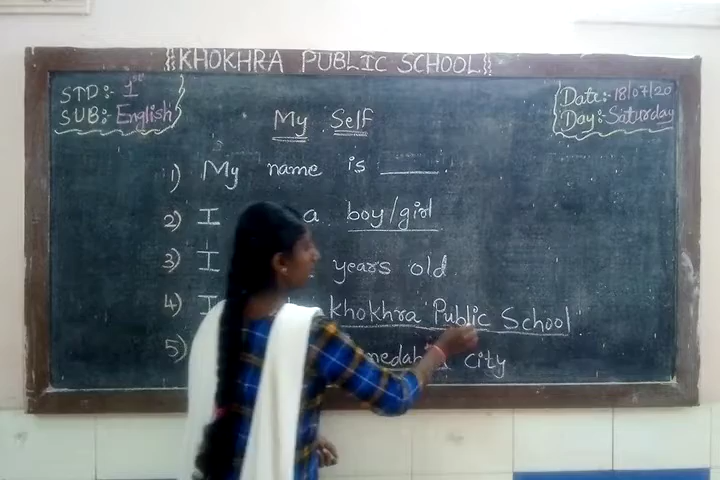 KHOKHRA PUBLIC SCHOOL
STD:- 1st
SUB:- English
Date:- 18/07/20
Day:- Saturday
My Self
1) My name is ______.
2) I a boy/girl
3) I years old
4) I khokhra Public School
5) city